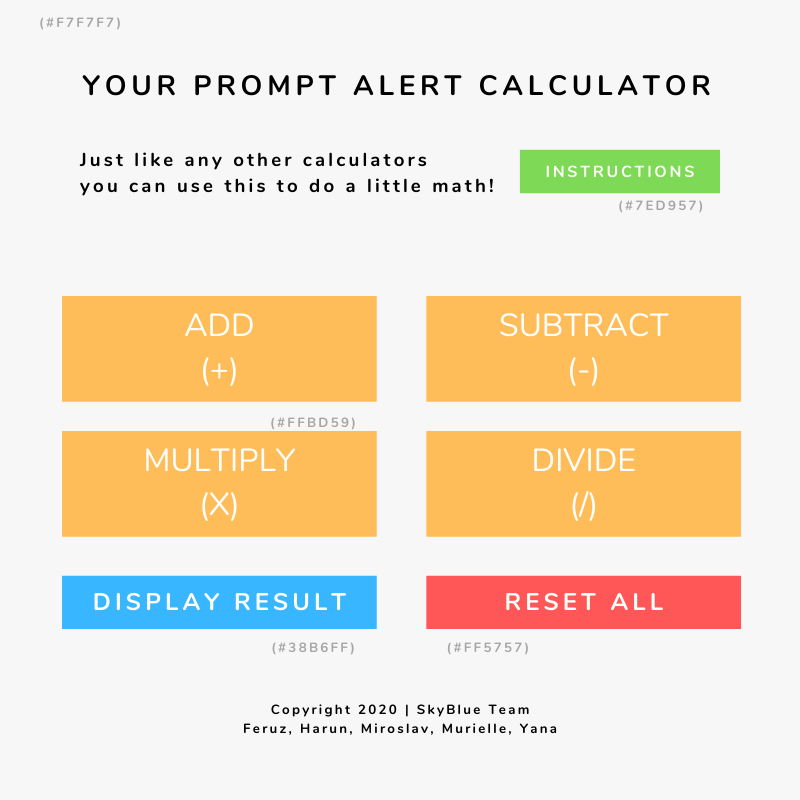 (#F7F7F7)
YOUR PROMPT ALERT CALCULATOR
Just like any other calculators
you can use this to do a little math!
INSTRUCTIONS
(#7ED957)
ADD
(+)
SUBTRACT
(-)
(#FFBD59)
MULTIPLY
(X)
DIVIDE
(/)
DISPLAY RESULT
RESET ALL
(#38B6FF)
(#FF5757)
Copyright 2020 | SkyBlue Team
Feruz, Harun, Miroslav, Murielle, Yana